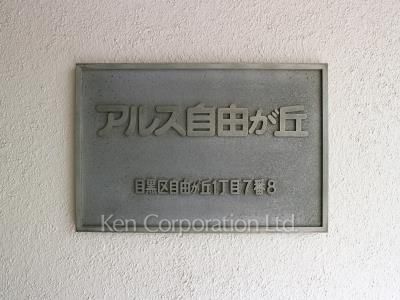 アルス自由が丘
目黒区自由が丘1丁目7番8
Ken Corporation Ltd